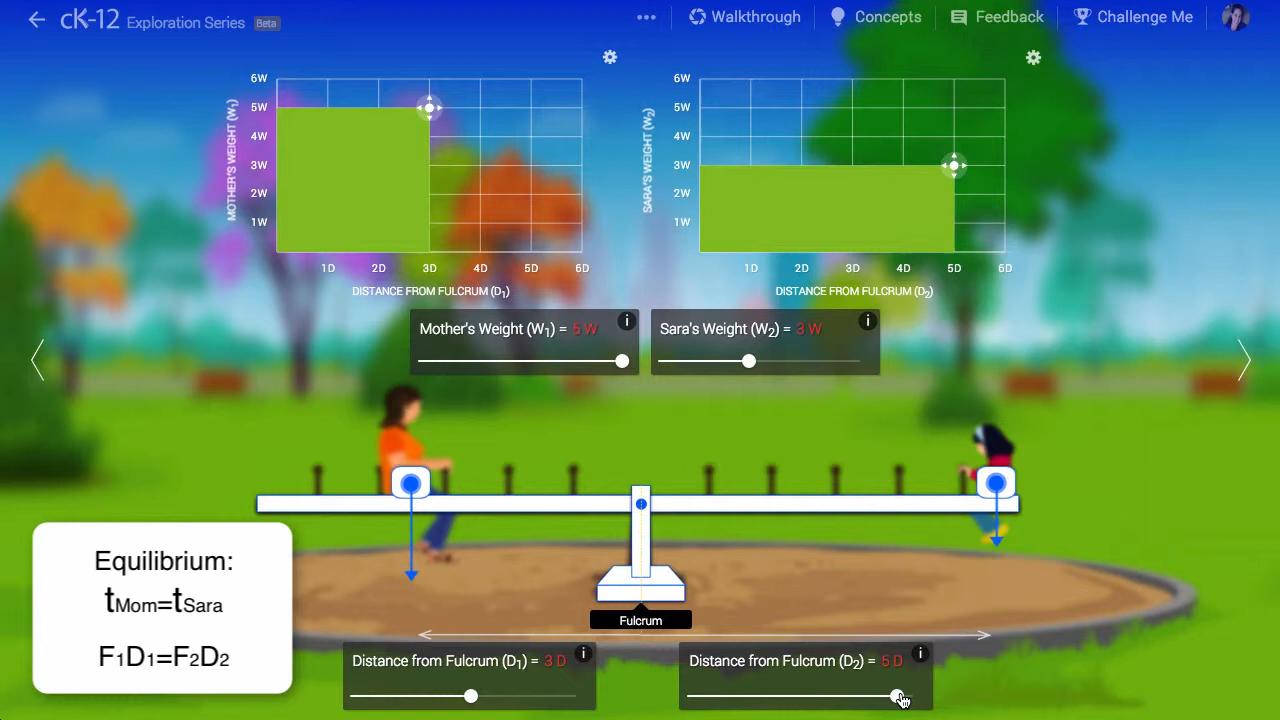 cK-12 Exploration Series Beta
Walkthrough
Concepts
Feedback
Challenge Me
6W
5W
4W
3W
2W
1W
MOTHER'S WEIGHT (W1)
1D 2D 3D 4D 5D 6D
DISTANCE FROM FULCRUM (D1)
6W
5W
4W
3W
2W
1W
SARA'S WEIGHT (W2)
1D 2D 3D 4D 5D 6D
DISTANCE FROM FULCRUM (D2)
Mother's Weight (W1) = 5 W
Sara's Weight (W2) = 3 W
Equilibrium:
tMom=tSara
F1D1=F2D2
Fulcrum
Distance from Fulcrum (D1) = 3 D
Distance from Fulcrum (D2) = 5 D